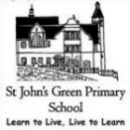 St John's Green Primary
School
Learn to Live, Live to Learn